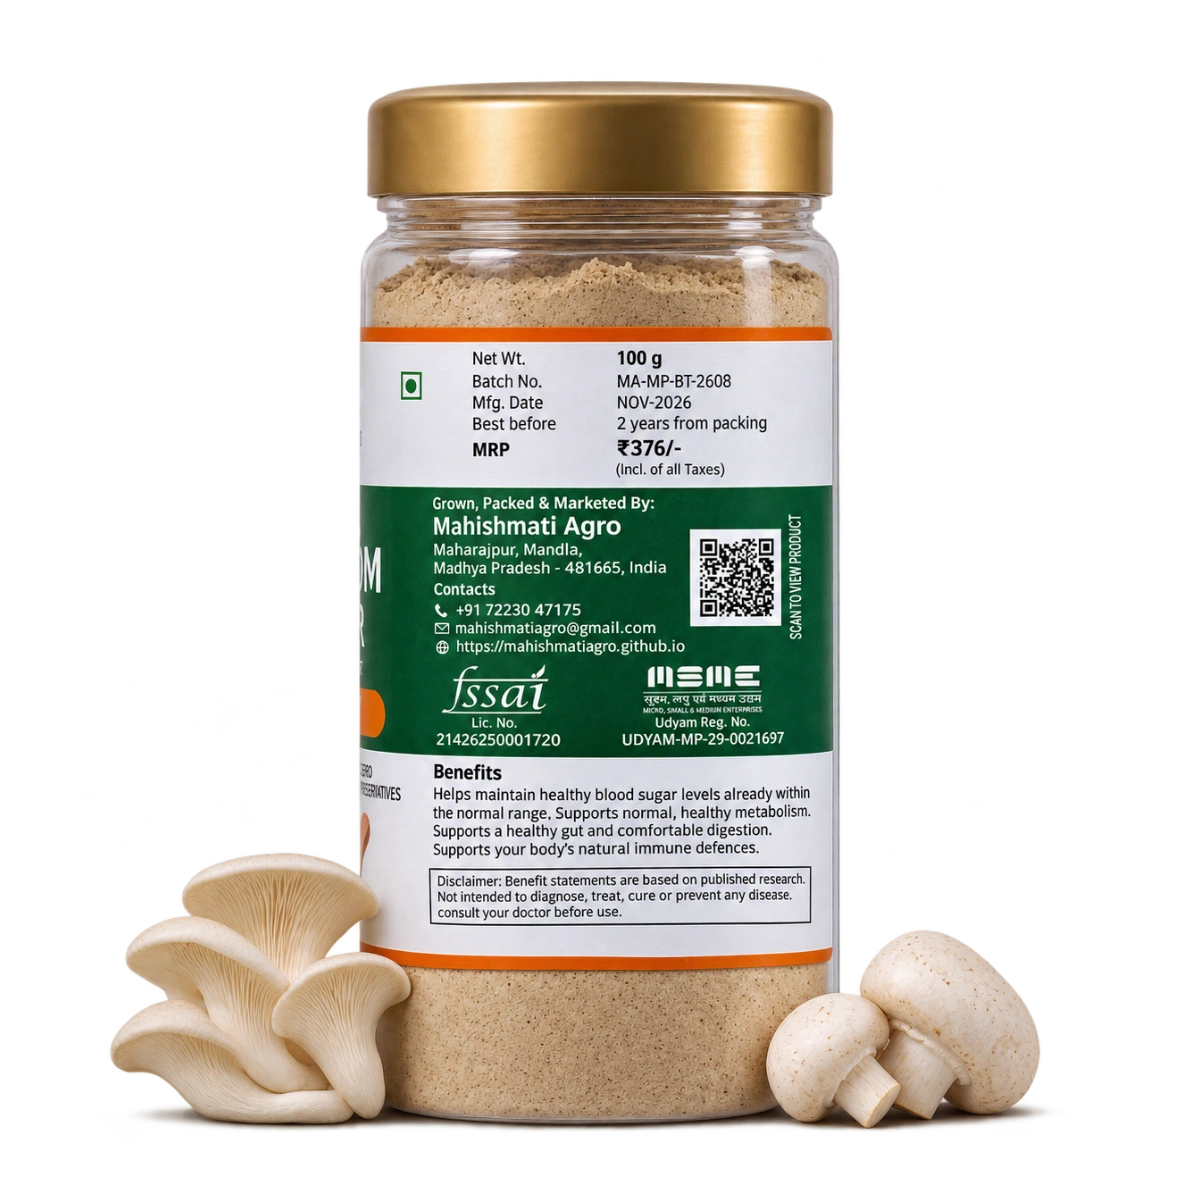 Net Wt. 100 g
Batch No. MA-MP-BT-2608
Mfg. Date NOV-2026
Best before 2 years from packing
MRP ₹376/-
(Incl. of all Taxes)
Grown, Packed & Marketed By:
Mahishmati Agro
Maharajpur, Mandla,
Madhya Pradesh - 481665, India
Contacts
+91 72230 47175
mahishmatiagro@gmail.com
https://mahishmatiagro.github.io
SCAN TO VIEW PRODUCT
fssai
Lic. No.
21426250001720
MSME
सूक्ष्म, लघु एवं मध्यम उद्यम
MICRO, SMALL & MEDIUM ENTERPRISES
Udyam Reg. No.
UDYAM-MP-29-0021697
OM
R
ZERO
PRESERVATIVES
Benefits
Helps maintain healthy blood sugar levels already within
the normal range, Supports normal, healthy metabolism.
Supports a healthy gut and comfortable digestion.
Supports your body's natural immune defences.
Disclaimer: Benefit statements are based on published research.
Not intended to diagnose, treat, cure or prevent any disease.
consult your doctor before use.